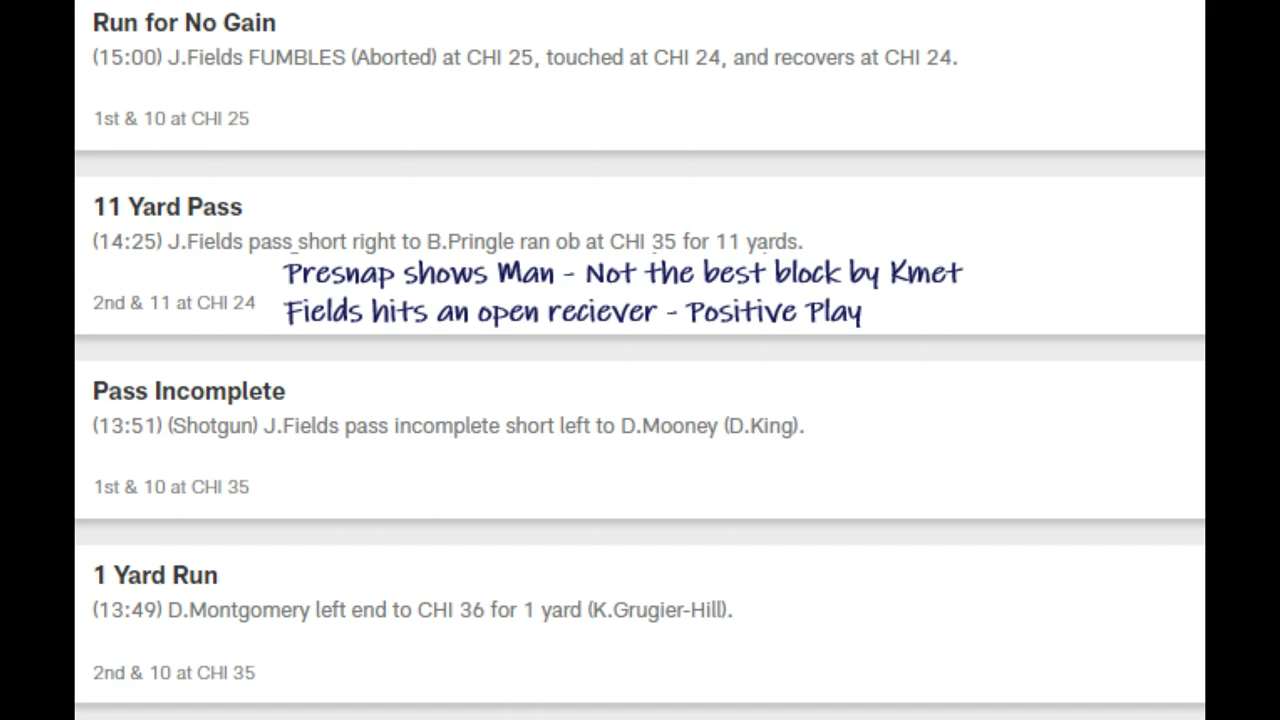 Run for No Gain
(15:00) J.Fields FUMBLES (Aborted) at CHI 25, touched at CHI 24, and recovers at CHI 24.
1st & 10 at CHI 25
11 Yard Pass
(14:25) J.Fields pass short right to B.Pringle ran ob at CHI 35 for 11 yards.
Presnap shows Man - Not the best block by Kmet
2nd & 11 at CHI 24
Fields hits an open reciever - Positive Play
Pass Incomplete
(13:51) (Shotgun) J.Fields pass incomplete short left to D.Mooney (D.King).
1st & 10 at CHI 35
1 Yard Run
(13:49) D.Montgomery left end to CHI 36 for 1 yard (K.Grugier-Hill).
2nd & 10 at CHI 35